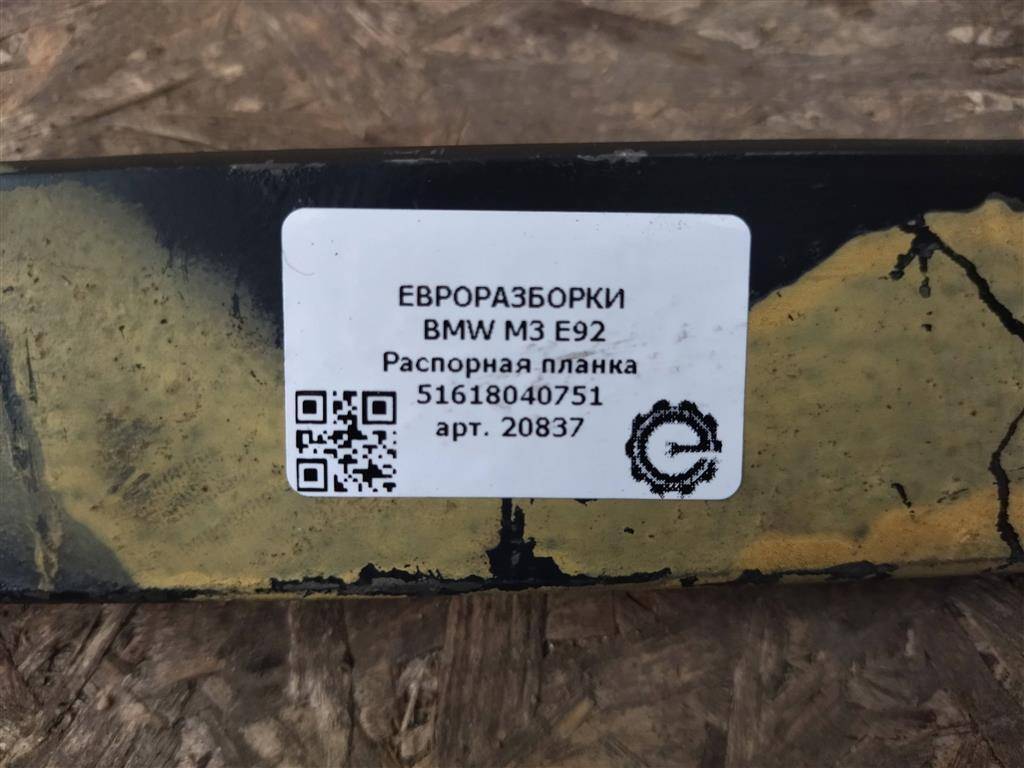 ЕВРОРАЗБОРКИ
BMW M3 E92
Распорная планка
51618040751
арт. 20837